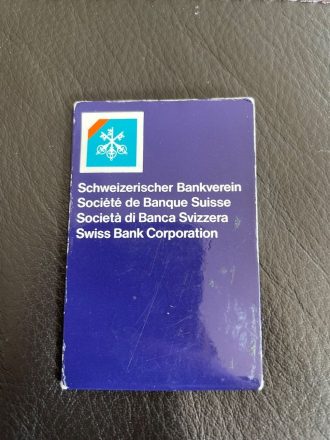 Schweizerischer Bankverein
Société de Banque Suisse
Società di Banca Svizzera
Swiss Bank Corporation